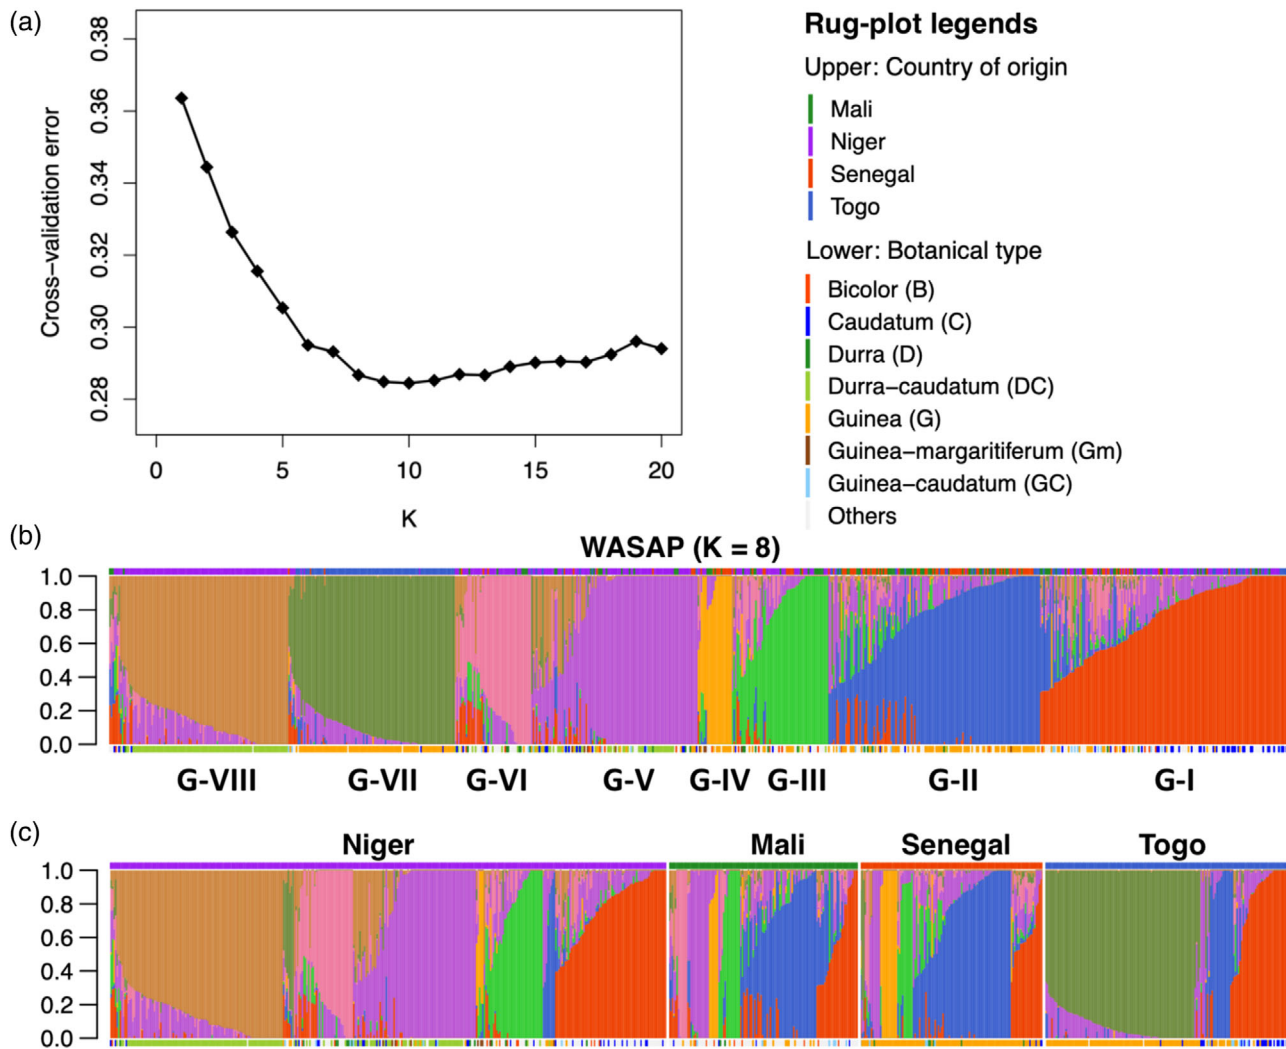 (a)
0.38
0.36
0.34
0.32
0.30
0.28
Cross−validation error
0 5 10 15 20
K
Rug-plot legends
Upper: Country of origin
Mali
Niger
Senegal
Togo
Lower: Botanical type
Bicolor (B)
Caudatum (C)
Durra (D)
Durra−caudatum (DC)
Guinea (G)
Guinea−margaritiferum (Gm)
Guinea−caudatum (GC)
Others
(b)
WASAP (K = 8)
1.0
0.8
0.6
0.4
0.2
0.0
G-VIII G-VII G-VI G-V G-IV G-III G-II G-I
(c)
Niger Mali Senegal Togo
1.0
0.8
0.6
0.4
0.2
0.0